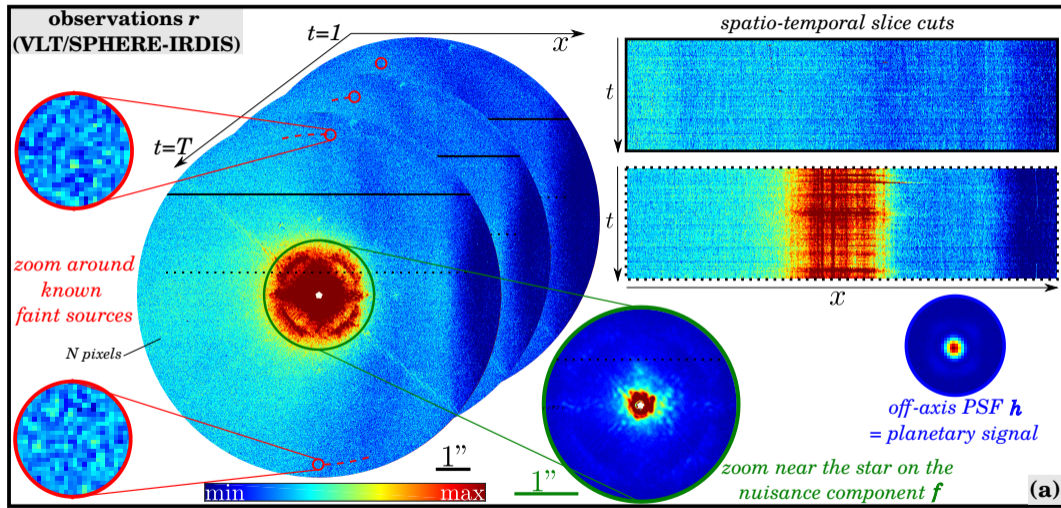 observations r
(VLT/SPHERE-IRDIS)
t=1
x
t=T
spatio-temporal slice cuts
t
t
x
zoom around
known
faint sources
N pixels
1”
min
max
1”
off-axis PSF h
= planetary signal
zoom near the star on the
nuisance component f
(a)